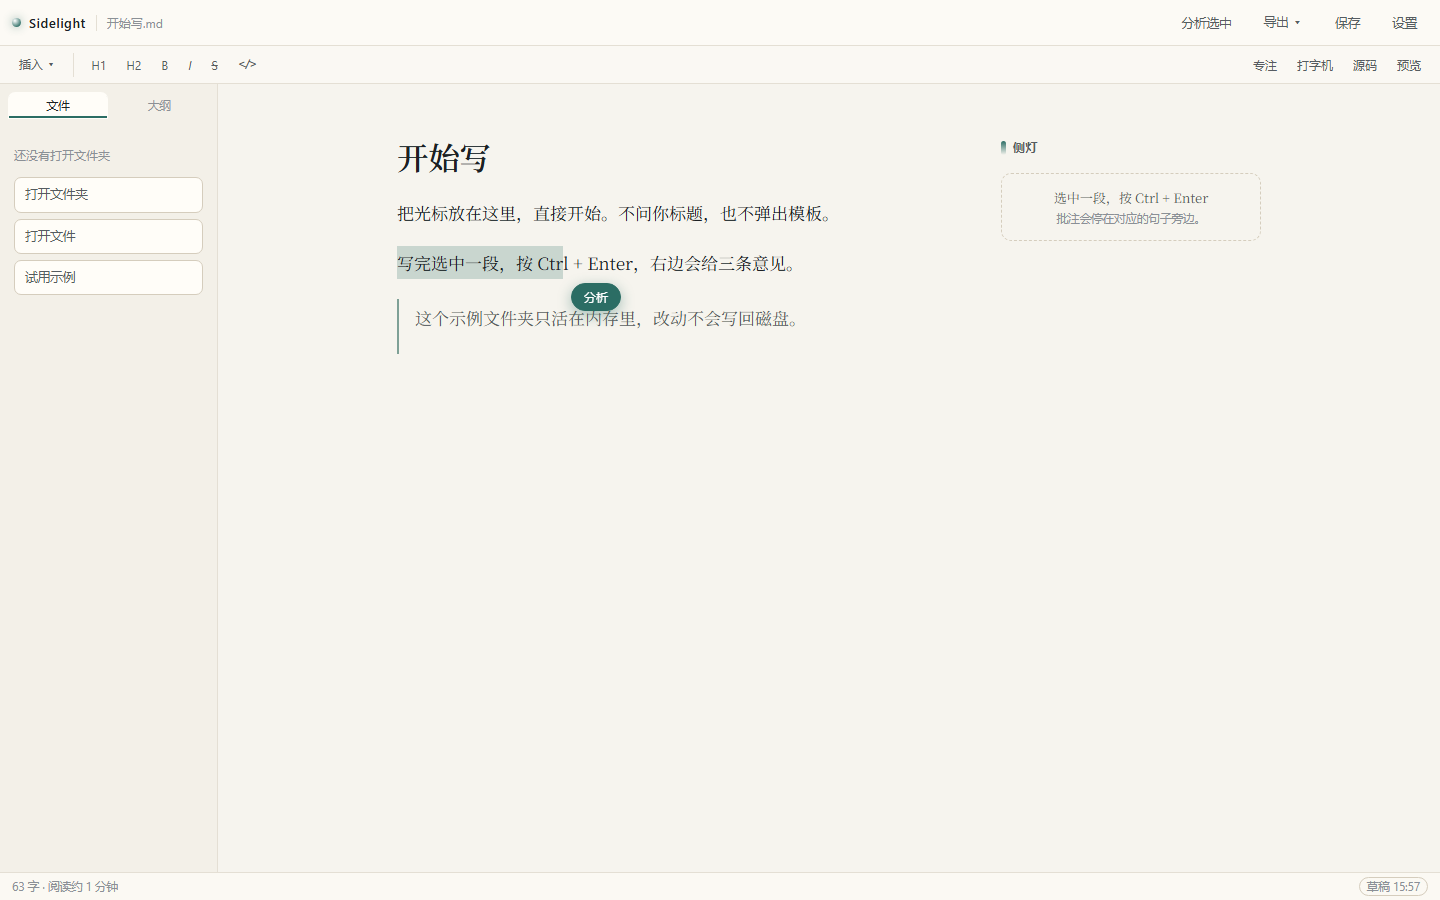 Sidelight 开始写.md 分析选中 导出 保存 设置
插入 H1 H2 B I S </> 专注 打字机 源码 预览
文件 大纲
还没有打开文件夹
打开文件夹
打开文件
试用示例
开始写
把光标放在这里，直接开始。不问你标题，也不弹出模板。
写完选中一段，按 Ctrl + Enter，右边会给三条意见。
分析
这个示例文件夹只活在内存里，改动不会写回磁盘。
侧灯
选中一段，按 Ctrl + Enter
批注会停在对应的句子旁边。
63 字 · 阅读约 1 分钟 草稿 15:57